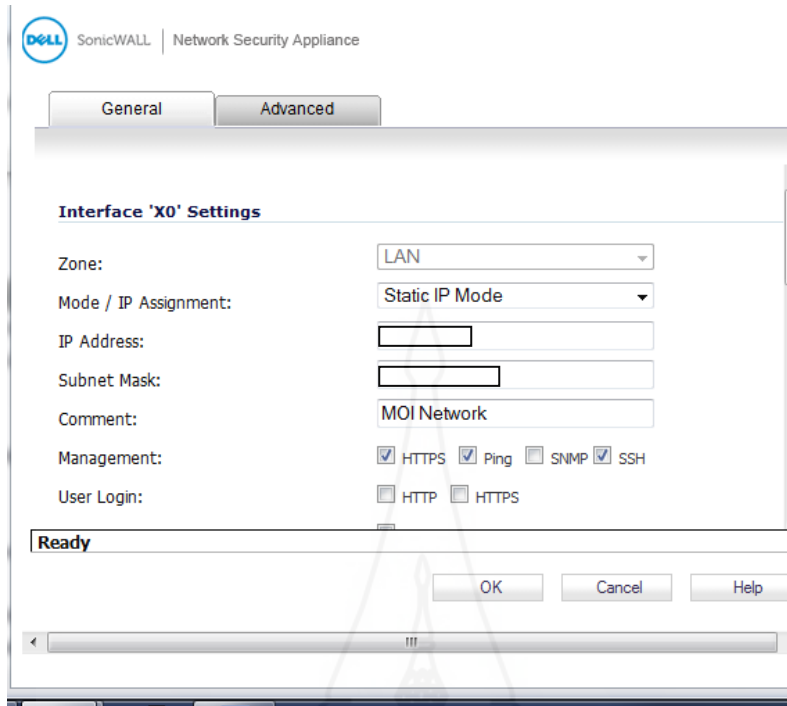 DELL SonicWALL | Network Security Appliance
General Advanced
Interface 'X0' Settings
Zone: LAN
Mode / IP Assignment: Static IP Mode
IP Address:
Subnet Mask:
Comment: MOI Network
Management: HTTPS Ping SNMP SSH
User Login: HTTP HTTPS
Ready
OK Cancel Help